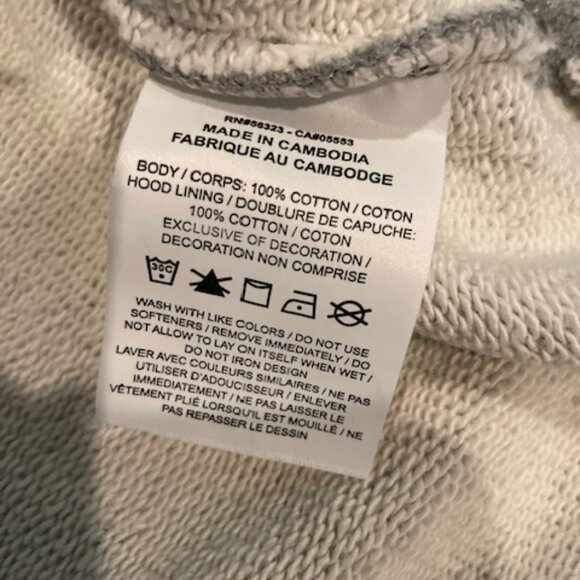 RN#56323 - CA#05553
MADE IN CAMBODIA
FABRIQUE AU CAMBODGE
BODY / CORPS: 100% COTTON / COTON
HOOD LINING / DOUBLURE DE CAPUCHE:
100% COTTON / COTON
EXCLUSIVE OF DECORATION /
DECORATION NON COMPRISE
30C
WASH WITH LIKE COLORS / DO NOT USE
SOFTENERS / REMOVE IMMEDIATELY / DO
NOT ALLOW TO LAY ON ITSELF WHEN WET /
DO NOT IRON DESIGN
LAVER AVEC COULEURS SIMILAIRES / NE PAS
UTILISER D'ADOUCISSEUR / ENLEVER
IMMEDIATEMENT / NE PAS LAISSER LE
VÊTEMENT PLIÉ LORSQU'IL EST MOUILLÉ / NE
PAS REPASSER LE DESSIN